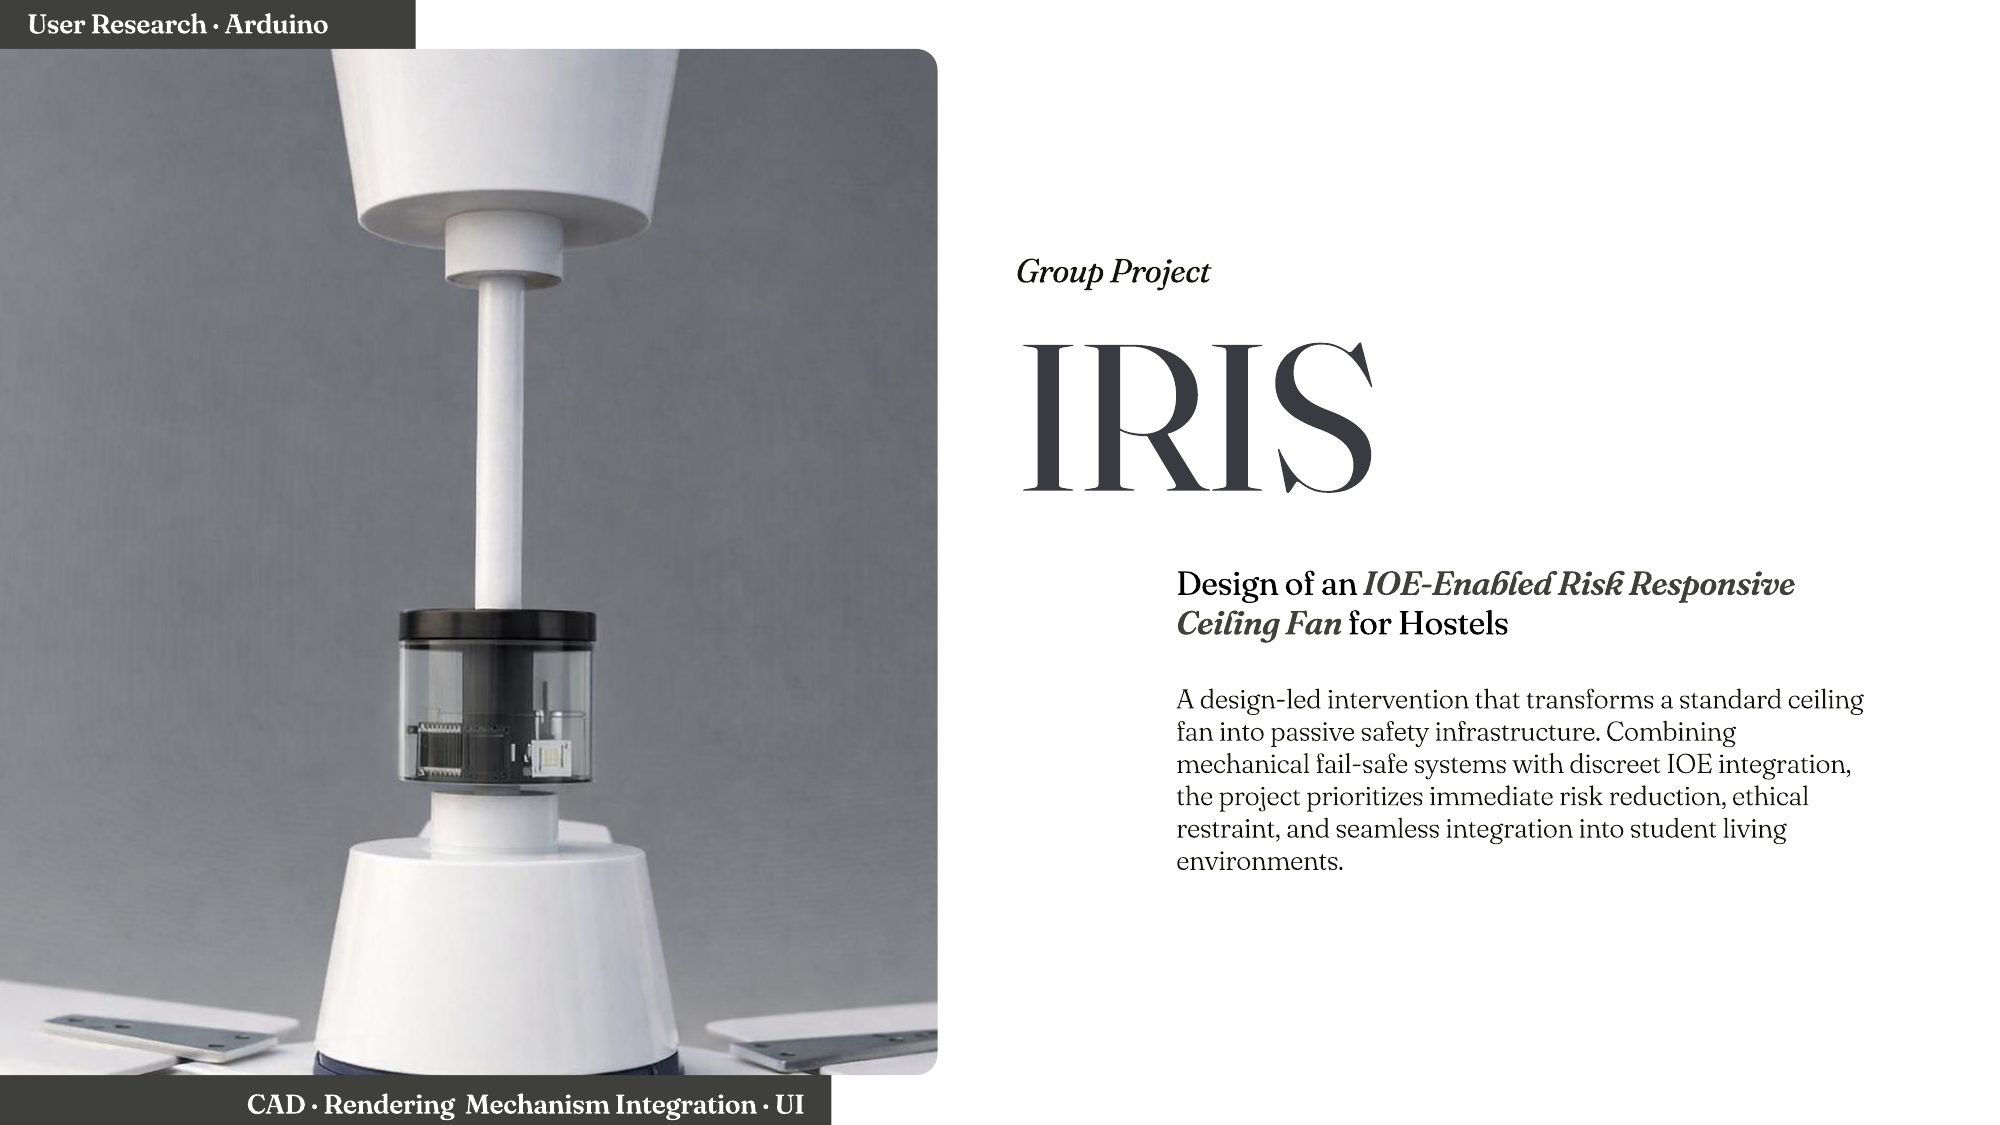 User Research · Arduino
Group Project
IRIS
Design of an IOE-Enabled Risk Responsive
Ceiling Fan for Hostels
A design-led intervention that transforms a standard ceiling
fan into passive safety infrastructure. Combining
mechanical fail-safe systems with discreet IOE integration,
the project prioritizes immediate risk reduction, ethical
restraint, and seamless integration into student living
environments.
CAD · Rendering  Mechanism Integration · UI